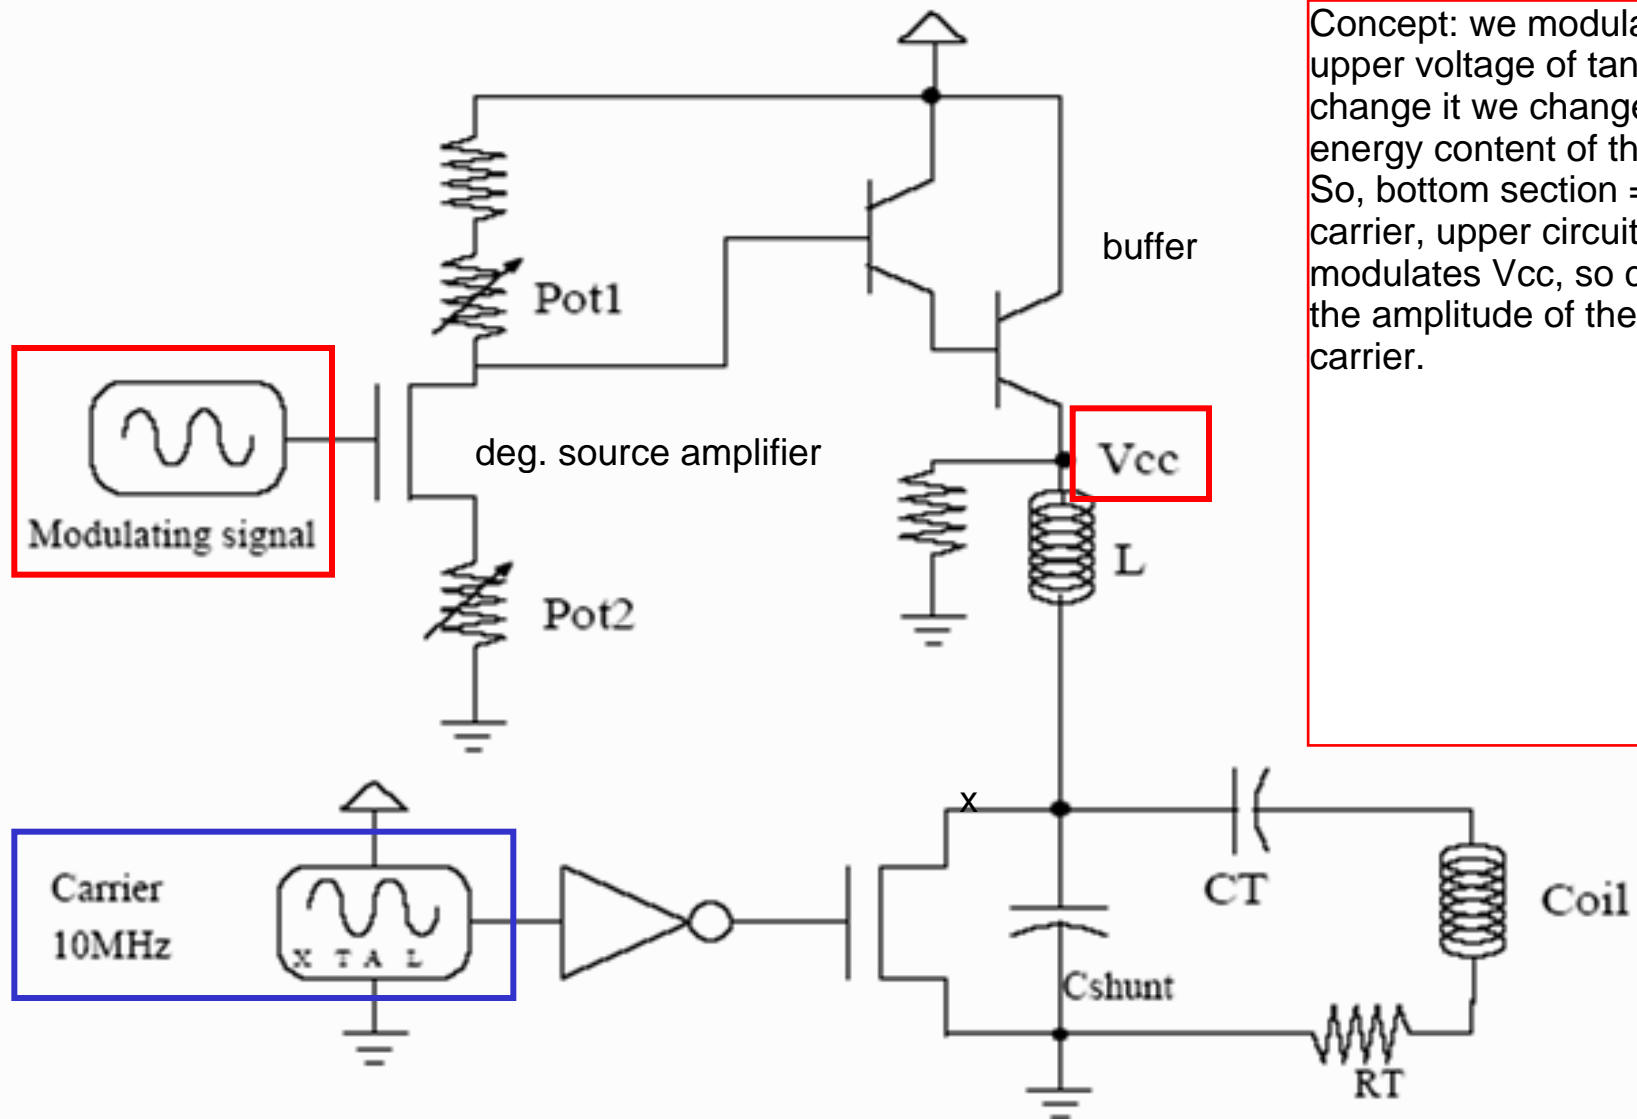 Concept: we modula
upper voltage of tan
change it we change
energy content of th
So, bottom section =
carrier, upper circuit
modulates Vcc, so c
the amplitude of the
carrier.
buffer
Pot1
deg. source amplifier
Vcc
Modulating signal
L
Pot2
x
Carrier
10MHz
X T A L
CT
Coil
Cshunt
RT